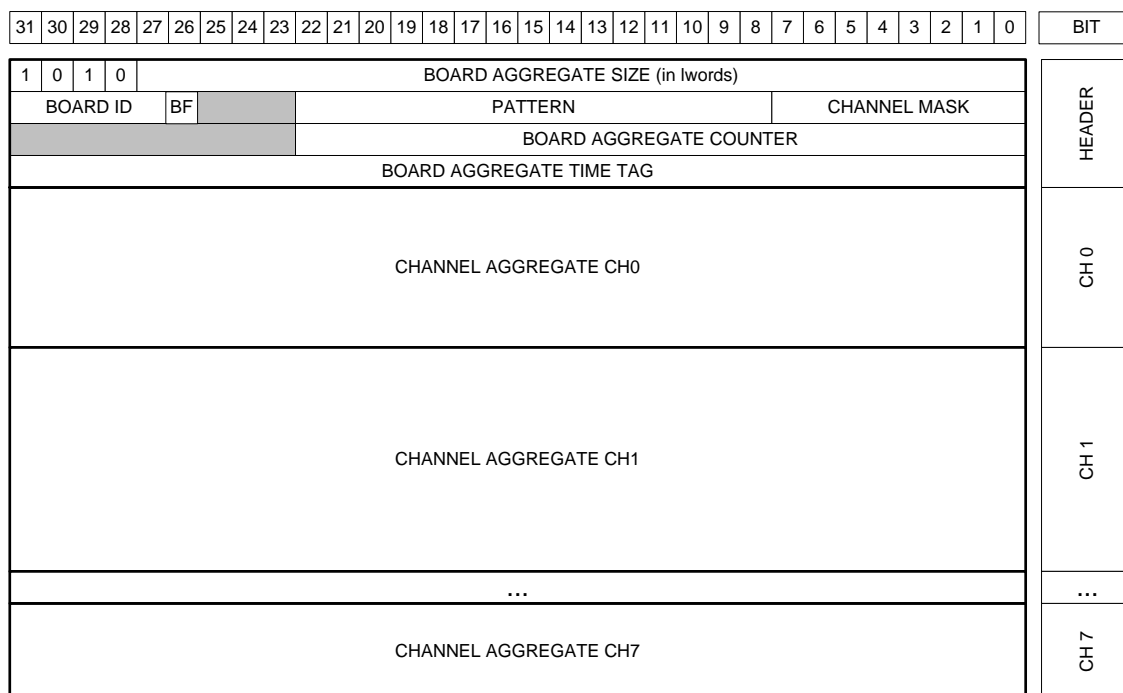 31 30 29 28 27 26 25 24 23 22 21 20 19 18 17 16 15 14 13 12 11 10 9 8 7 6 5 4 3 2 1 0 BIT
1 0 1 0 BOARD AGGREGATE SIZE (in lwords)
BOARD ID BF PATTERN CHANNEL MASK
BOARD AGGREGATE COUNTER
BOARD AGGREGATE TIME TAG
HEADER
CHANNEL AGGREGATE CH0 CH 0
CHANNEL AGGREGATE CH1 CH 1
... ...
CHANNEL AGGREGATE CH7 CH 7